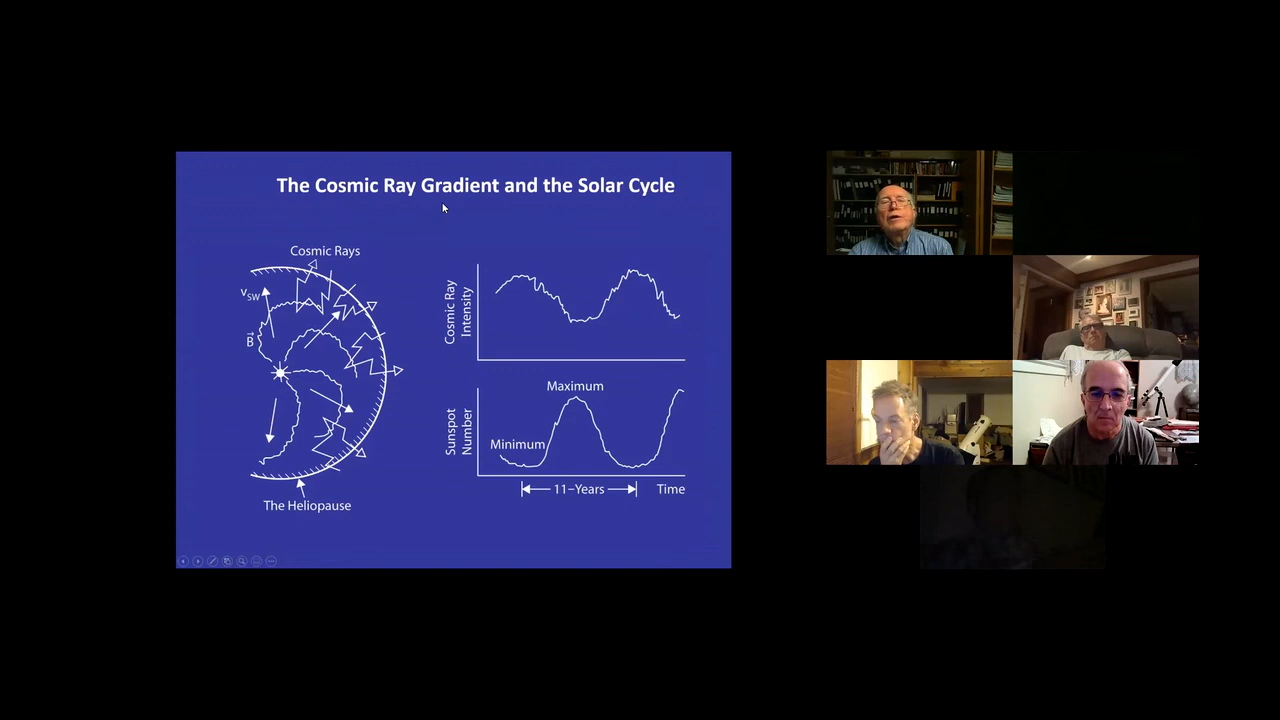 The Cosmic Ray Gradient and the Solar Cycle
Cosmic Rays
vSW
B⃗
The Heliopause
Cosmic Ray
Intensity
Maximum
Sunspot
Number
Minimum
11–Years
Time